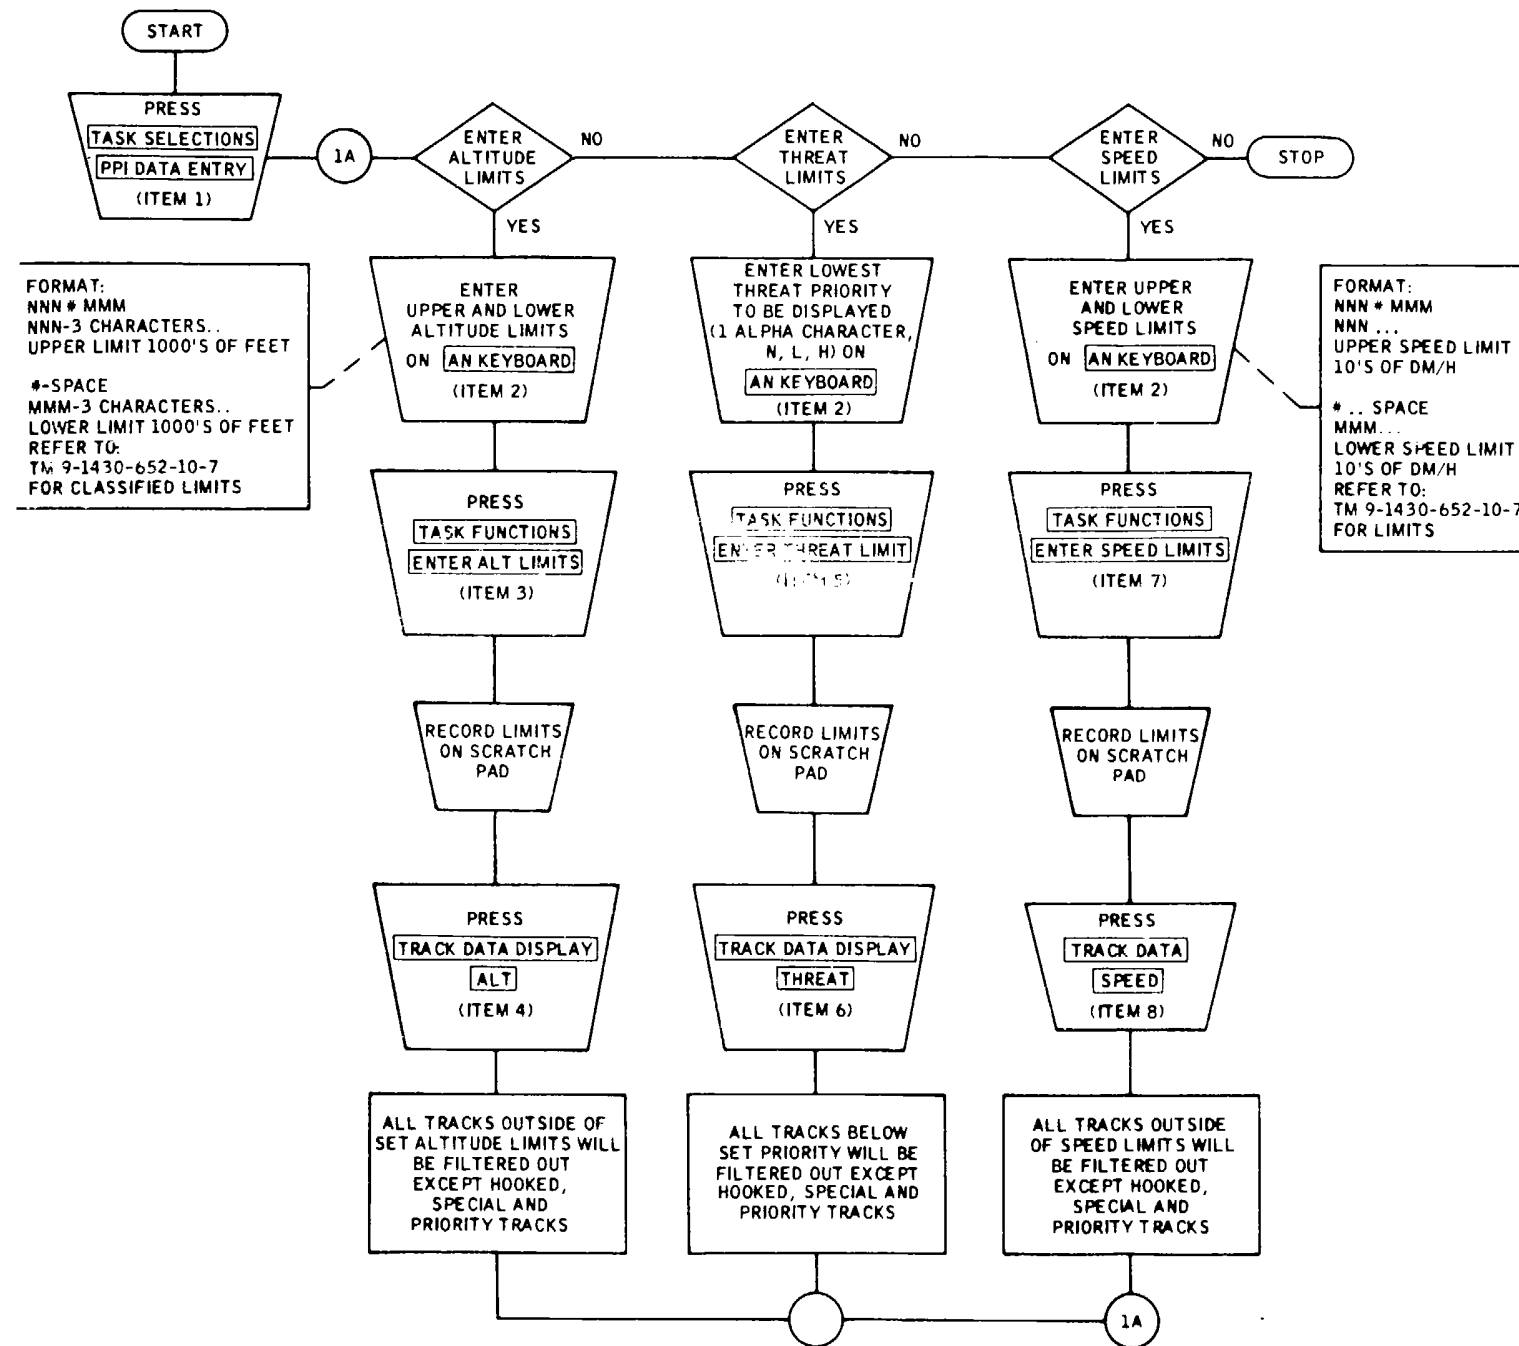 START
PRESS
TASK SELECTIONS
PPI DATA ENTRY
(ITEM 1)
1A
ENTER
ALTITUDE
LIMITS
NO
YES
ENTER
THREAT
LIMITS
NO
YES
ENTER
SPEED
LIMITS
NO
YES
STOP
FORMAT:
NNN # MMM
NNN-3 CHARACTERS..
UPPER LIMIT 1000'S OF FEET
#-SPACE
MMM-3 CHARACTERS..
LOWER LIMIT 1000'S OF FEET
REFER TO:
TM 9-1430-652-10-7
FOR CLASSIFIED LIMITS
ENTER
UPPER AND LOWER
ALTITUDE LIMITS
ON AN KEYBOARD
(ITEM 2)
PRESS
TASK FUNCTIONS
ENTER ALT LIMITS
(ITEM 3)
RECORD LIMITS
ON SCRATCH
PAD
PRESS
TRACK DATA DISPLAY
ALT
(ITEM 4)
ALL TRACKS OUTSIDE OF
SET ALTITUDE LIMITS WILL
BE FILTERED OUT
EXCEPT HOOKED,
SPECIAL AND
PRIORITY TRACKS
ENTER LOWEST
THREAT PRIORITY
TO BE DISPLAYED
(1 ALPHA CHARACTER,
N, L, H) ON
AN KEYBOARD
(ITEM 2)
PRESS
TASK FUNCTIONS
ENTER THREAT LIMIT
(ITEM 5)
RECORD LIMITS
ON SCRATCH
PAD
PRESS
TRACK DATA DISPLAY
THREAT
(ITEM 6)
ALL TRACKS BELOW
SET PRIORITY WILL BE
FILTERED OUT EXCEPT
HOOKED, SPECIAL AND
PRIORITY TRACKS
ENTER UPPER
AND LOWER
SPEED LIMITS
ON AN KEYBOARD
(ITEM 2)
PRESS
TASK FUNCTIONS
ENTER SPEED LIMITS
(ITEM 7)
RECORD LIMITS
ON SCRATCH
PAD
PRESS
TRACK DATA
SPEED
(ITEM 8)
ALL TRACKS OUTSIDE
OF SPEED LIMITS WILL
BE FILTERED OUT
EXCEPT HOOKED,
SPECIAL AND
PRIORITY TRACKS
FORMAT:
NNN # MMM
NNN ...
UPPER SPEED LIMIT
10'S OF DM/H
# .. SPACE
MMM...
LOWER SPEED LIMIT
10'S OF DM/H
REFER TO:
TM 9-1430-652-10-7
FOR LIMITS
1A